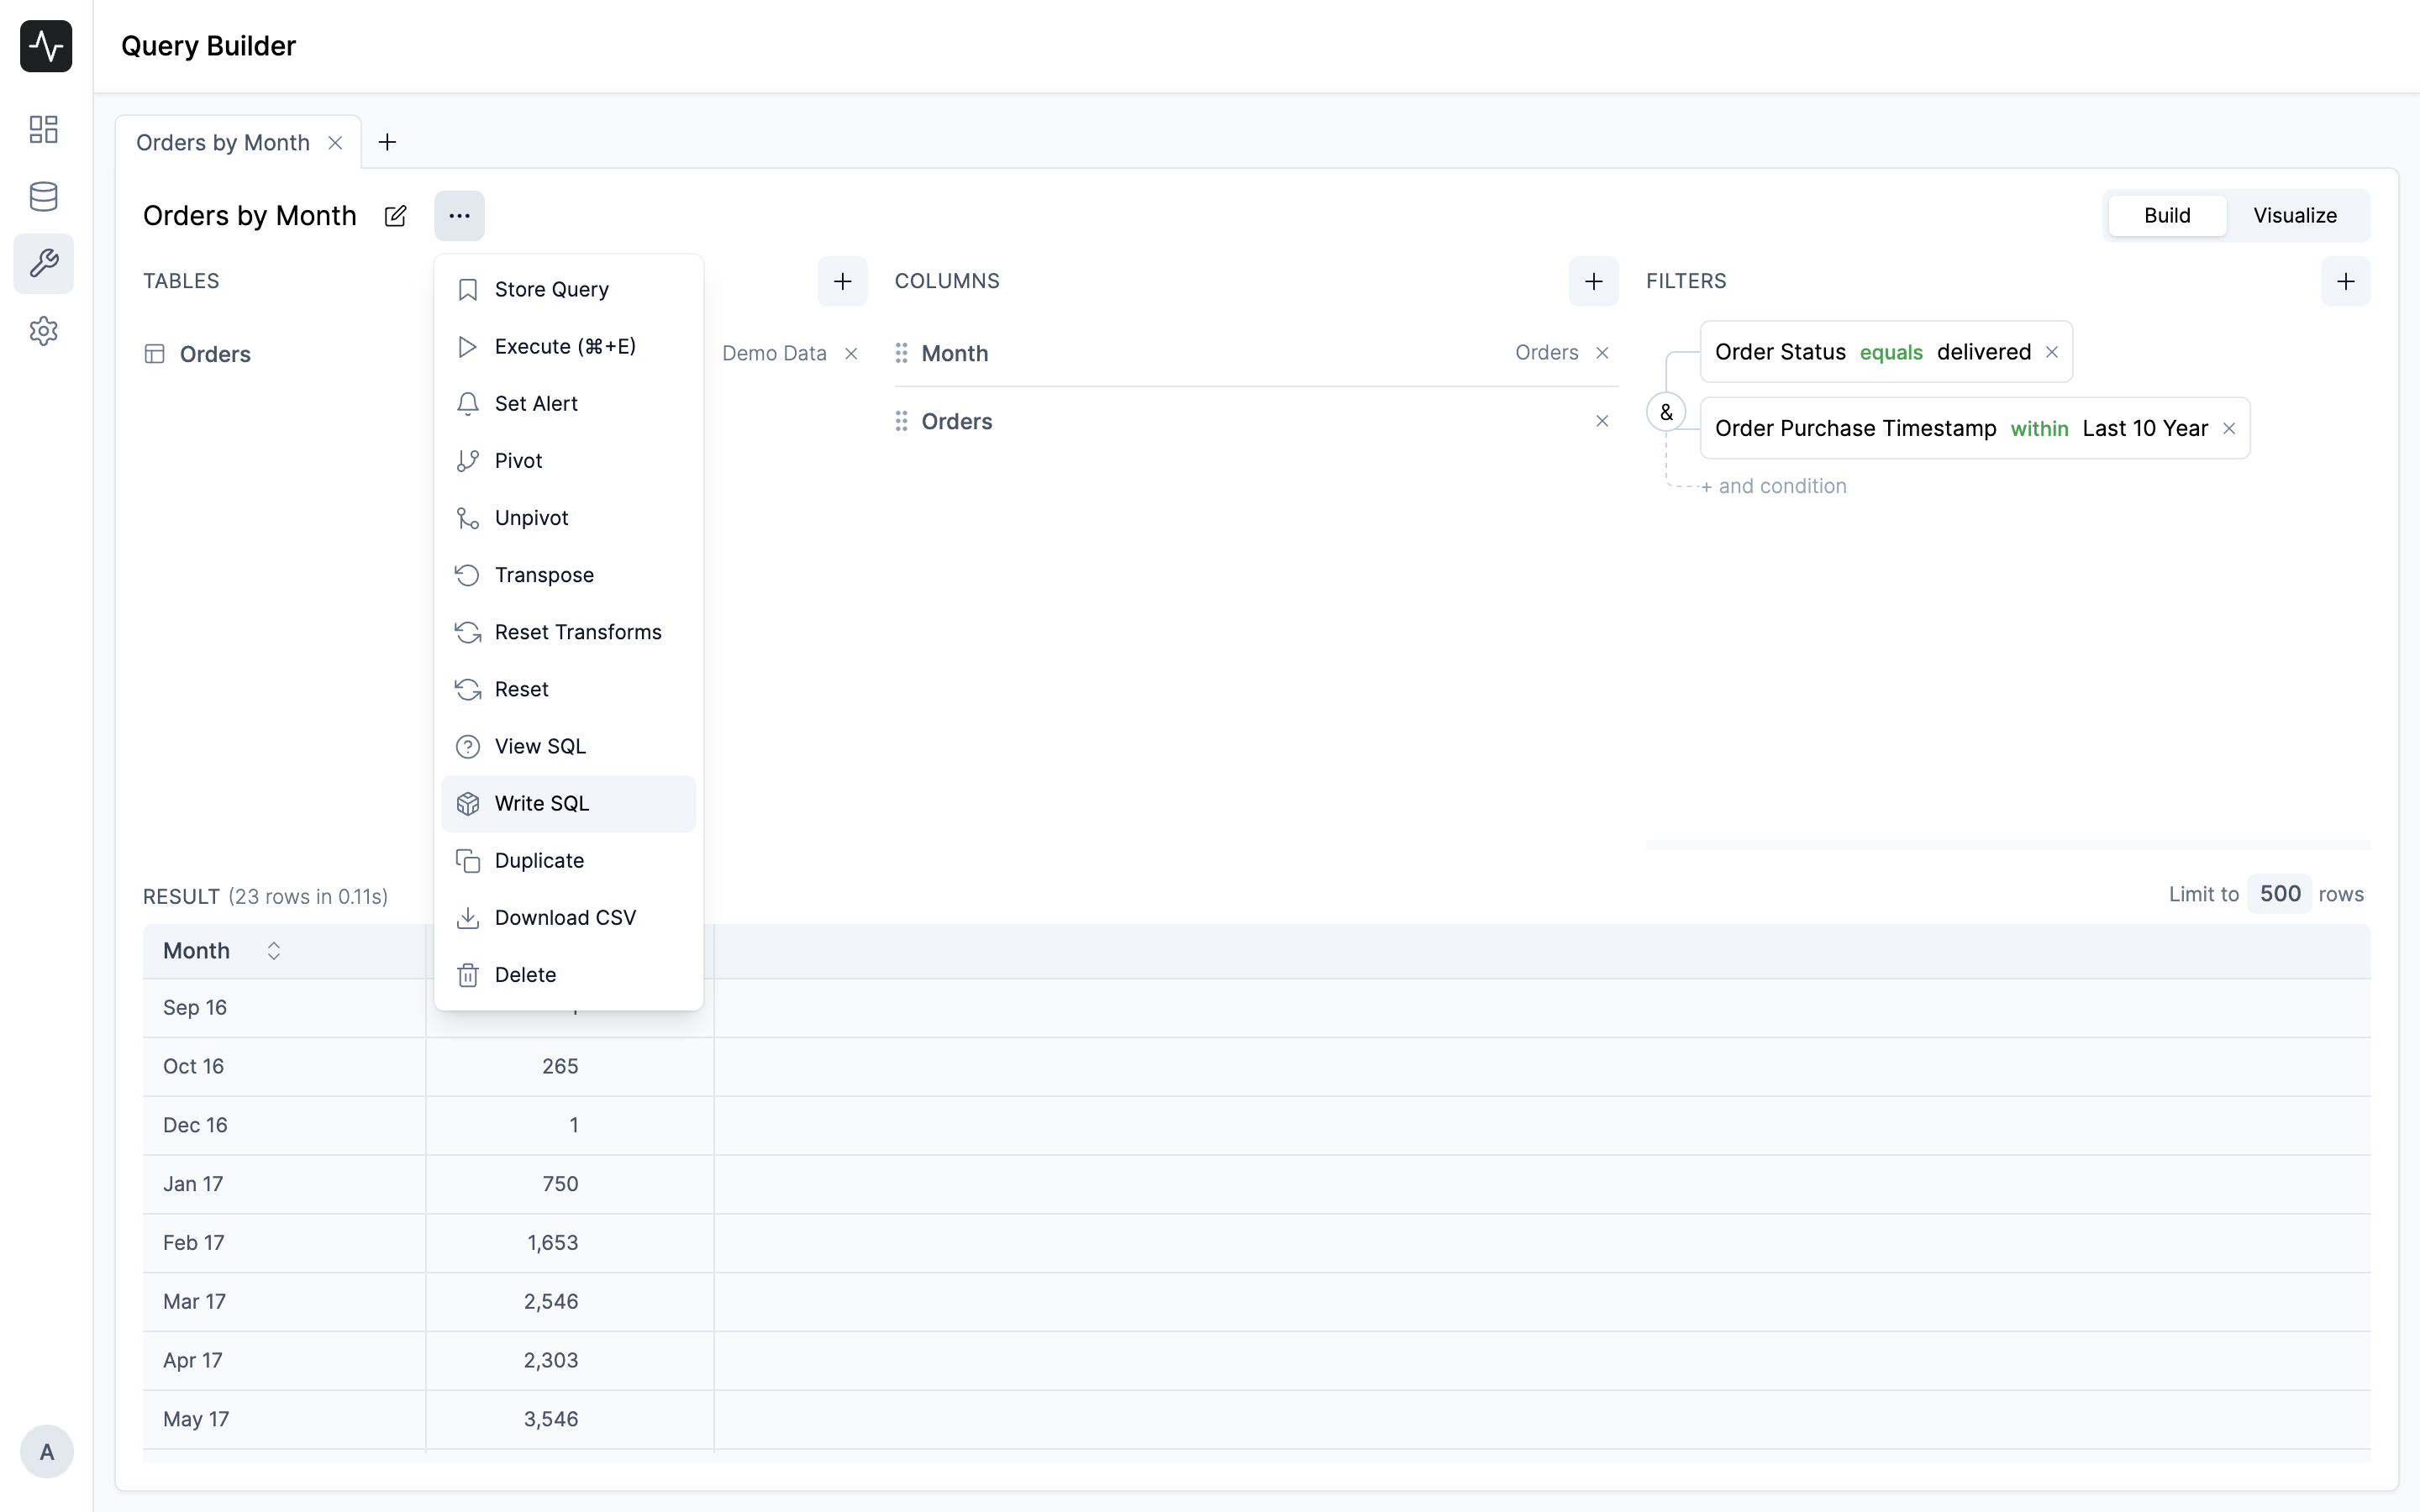 Query Builder
Orders by Month
Orders by Month
Build Visualize
TABLES
Orders
Demo Data
Store Query
Execute (⌘+E)
Set Alert
Pivot
Unpivot
Transpose
Reset Transforms
Reset
View SQL
Write SQL
Duplicate
Download CSV
Delete
COLUMNS
Month Orders
Orders
FILTERS
Order Status equals delivered
&
Order Purchase Timestamp within Last 10 Year
+ and condition
RESULT (23 rows in 0.11s)
Limit to 500 rows
Month
Sep 16
Oct 16 265
Dec 16 1
Jan 17 750
Feb 17 1,653
Mar 17 2,546
Apr 17 2,303
May 17 3,546
A